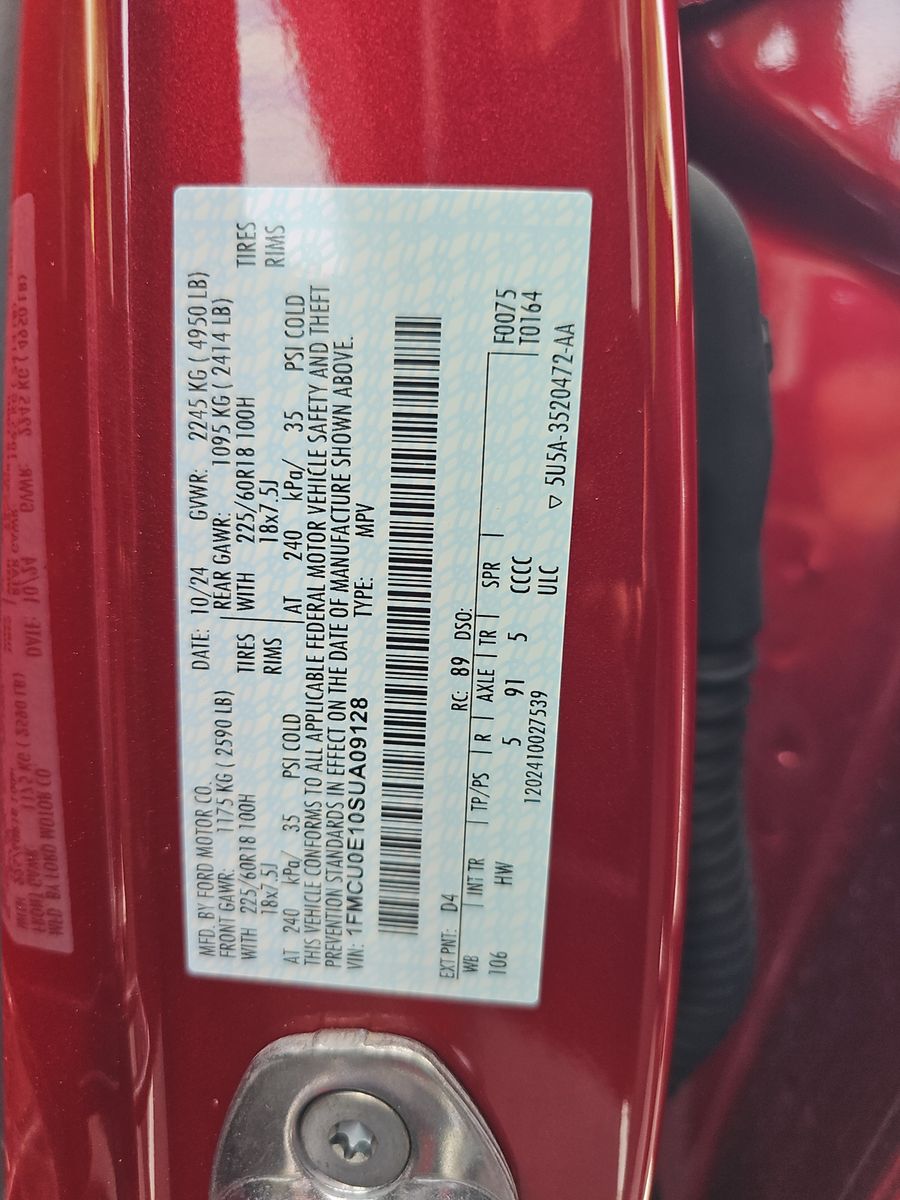 MFD. BY FORD MOTOR CO. DATE: 10/24 GVWR: 2245 KG ( 4950 LB)
FRONT GAWR: 1175 KG ( 2590 LB) REAR GAWR: 1095 KG ( 2414 LB)
WITH 225/60R18 100H TIRES WITH 225/60R18 100H TIRES
18x7.5J RIMS 18x7.5J RIMS
AT 240 kPa/ 35 PSI COLD AT 240 kPa/ 35 PSI COLD
THIS VEHICLE CONFORMS TO ALL APPLICABLE FEDERAL MOTOR VEHICLE SAFETY AND THEFT
PREVENTION STANDARDS IN EFFECT ON THE DATE OF MANUFACTURE SHOWN ABOVE.
VIN: 1FMCU0E10SUA09128 TYPE: MPV
EXT PNT: D4 RC: 89 DSO:
WB INT TR TP/PS R AXLE TR SPR F0075
106 HW 5 91 5 CCCC T0164
1202410027539 ULC ▽ 5U5A-3520472-AA